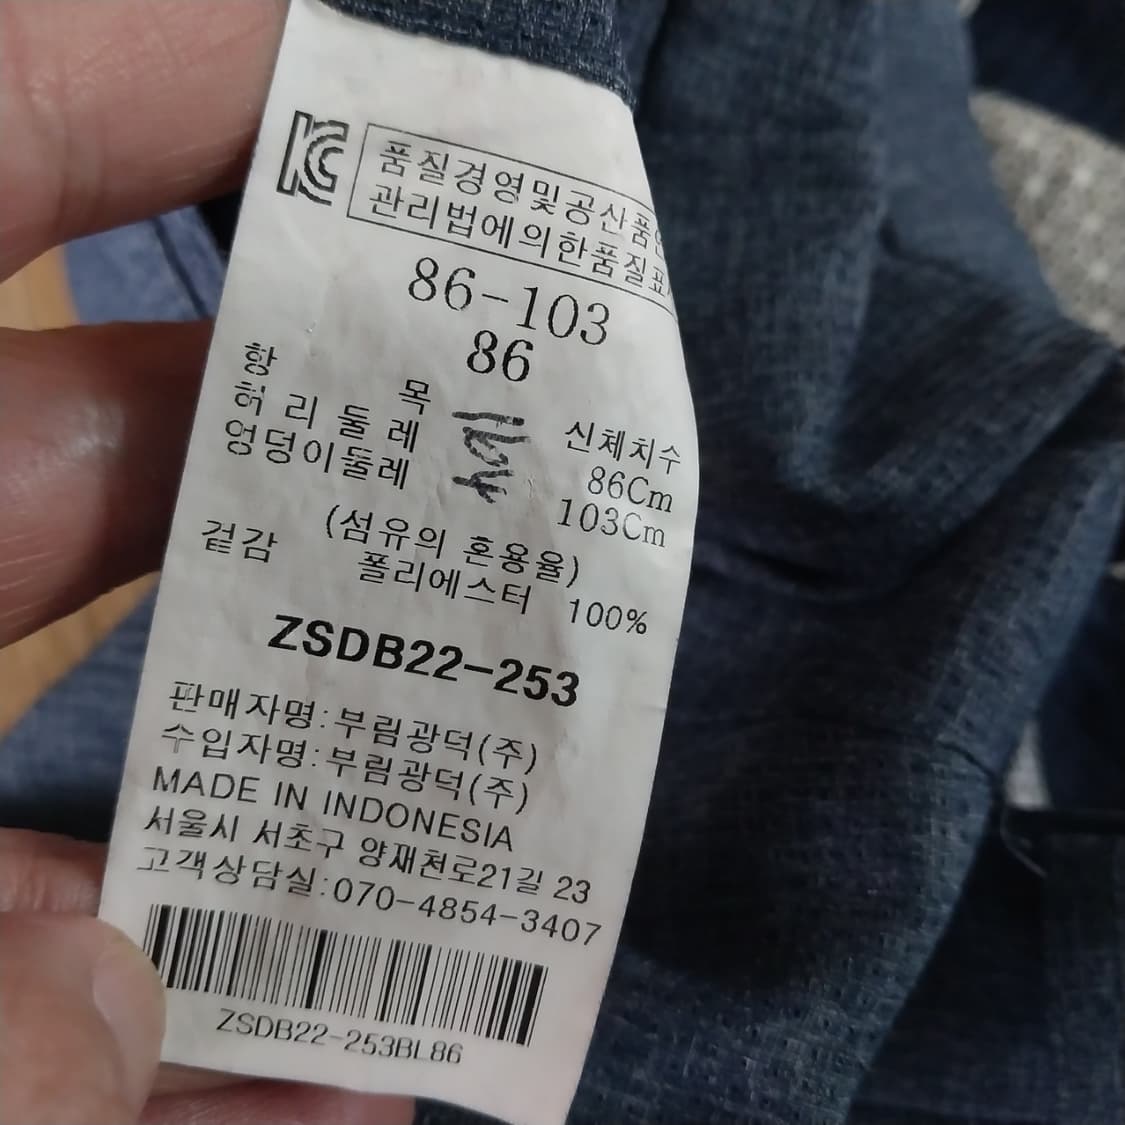 KC
품질경영및공산품안
관리법에의한품질표
86-103
86
항 목 신체치수
허리둘레 86Cm
엉덩이둘레 103Cm
(섬유의 혼용율)
겉감 폴리에스터 100%
ZSDB22-253
판매자명:부림광덕(주)
수입자명:부림광덕(주)
MADE IN INDONESIA
서울시 서초구 양재천로21길 23
고객상담실:070-4854-3407
ZSDB22-253BL86